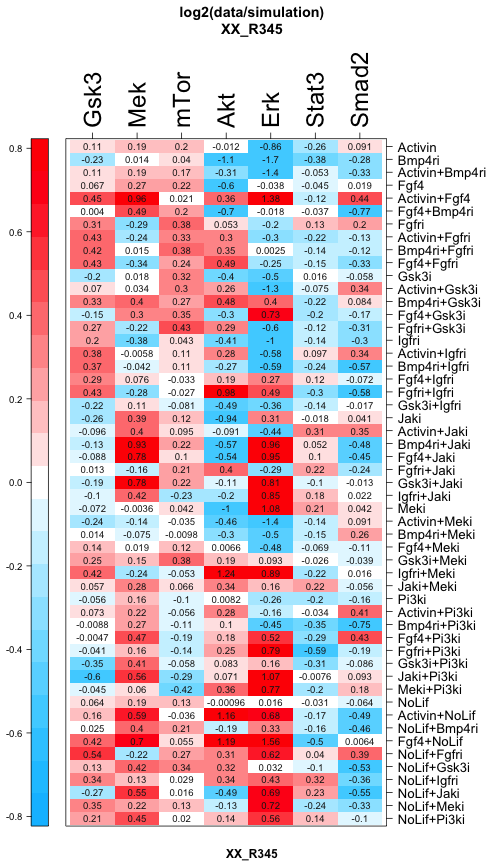 log2(data/simulation)
XX_R345
Gsk3 Mek mTor Akt Erk Stat3 Smad2
0.8
0.6
0.4
0.2
0.0
-0.2
-0.4
-0.6
-0.8
0.11 0.19 0.2 -0.012 -0.86 -0.26 0.091 Activin
-0.23 0.014 0.04 -1.1 -1.7 -0.38 -0.28 Bmp4ri
0.11 0.19 0.17 -0.31 -1.4 -0.053 -0.33 Activin+Bmp4ri
0.067 0.27 0.22 -0.6 -0.038 -0.045 0.019 Fgf4
0.45 0.96 0.021 0.36 1.38 -0.12 0.44 Activin+Fgf4
0.004 0.49 0.2 -0.7 -0.018 -0.037 -0.77 Fgf4+Bmp4ri
0.31 -0.29 0.38 0.053 -0.2 0.13 0.2 Fgfri
0.43 -0.24 0.33 0.3 -0.3 -0.22 -0.13 Activin+Fgfri
0.42 0.015 0.38 0.35 0.0025 -0.14 -0.12 Bmp4ri+Fgfri
0.43 -0.34 0.24 0.49 -0.25 -0.15 -0.33 Fgf4+Fgfri
-0.2 0.018 0.32 -0.4 -0.5 0.016 -0.058 Gsk3i
0.07 0.034 0.3 0.26 -1.3 -0.075 0.34 Activin+Gsk3i
0.33 0.4 0.27 0.48 0.4 -0.22 0.084 Bmp4ri+Gsk3i
-0.15 0.3 0.35 -0.3 0.73 -0.2 -0.17 Fgf4+Gsk3i
0.27 -0.22 0.43 0.29 -0.6 -0.12 -0.31 Fgfri+Gsk3i
0.2 -0.38 0.043 -0.41 -1 -0.14 -0.3 Igfri
0.38 -0.0058 0.11 0.28 -0.58 0.097 0.34 Activin+Igfri
0.37 -0.042 0.11 -0.27 -0.59 -0.24 -0.57 Bmp4ri+Igfri
0.29 0.076 -0.033 0.19 0.27 0.12 -0.072 Fgf4+Igfri
0.43 -0.28 -0.027 0.98 0.49 -0.3 -0.58 Fgfri+Igfri
-0.22 0.11 -0.081 -0.49 -0.36 -0.14 -0.017 Gsk3i+Igfri
-0.26 0.39 0.12 -0.94 0.31 -0.018 0.041 Jaki
-0.096 0.4 0.095 -0.091 -0.44 0.31 0.35 Activin+Jaki
-0.13 0.93 0.22 -0.57 0.96 0.052 -0.48 Bmp4ri+Jaki
-0.088 0.78 0.1 -0.54 0.95 0.1 -0.45 Fgf4+Jaki
0.013 -0.16 0.21 0.4 -0.29 0.22 -0.24 Fgfri+Jaki
-0.19 0.78 0.22 -0.11 0.81 -0.1 -0.013 Gsk3i+Jaki
-0.1 0.42 -0.23 -0.2 0.85 0.18 0.022 Igfri+Jaki
-0.072 -0.0036 0.042 -1 1.08 0.21 0.042 Meki
-0.24 -0.14 -0.035 -0.46 -1.4 -0.14 0.091 Activin+Meki
0.014 -0.075 -0.0098 -0.3 -0.5 -0.15 0.26 Bmp4ri+Meki
0.14 0.019 0.12 0.0066 -0.48 -0.069 -0.11 Fgf4+Meki
0.25 0.15 0.38 0.19 0.093 -0.026 -0.039 Gsk3i+Meki
0.42 -0.24 -0.053 1.24 0.89 -0.22 0.016 Igfri+Meki
0.057 0.28 0.066 0.34 0.16 0.22 -0.056 Jaki+Meki
-0.056 0.16 -0.1 0.0082 -0.26 -0.2 -0.16 Pi3ki
0.073 0.22 -0.056 0.28 -0.16 -0.034 0.41 Activin+Pi3ki
-0.0088 0.27 -0.11 0.1 -0.45 -0.35 -0.75 Bmp4ri+Pi3ki
-0.0047 0.47 -0.19 0.18 0.52 -0.29 0.43 Fgf4+Pi3ki
-0.041 0.16 -0.14 0.25 0.79 -0.59 -0.19 Fgfri+Pi3ki
-0.35 0.41 -0.058 0.083 0.16 -0.31 -0.086 Gsk3i+Pi3ki
-0.6 0.56 -0.29 0.071 1.07 -0.0076 0.093 Jaki+Pi3ki
-0.045 0.06 -0.42 0.36 0.77 -0.2 0.18 Meki+Pi3ki
0.064 0.19 0.13 -0.00096 0.016 -0.031 -0.064 NoLif
0.16 0.59 -0.036 1.16 0.68 -0.17 -0.49 Activin+NoLif
0.025 0.4 0.21 -0.19 0.33 -0.16 -0.46 NoLif+Bmp4ri
0.42 0.7 0.055 1.19 1.56 -0.5 0.0064 Fgf4+NoLif
0.54 -0.22 -0.27 0.31 0.62 0.04 0.39 NoLif+Fgfri
0.13 0.42 0.34 0.32 0.032 -0.1 -0.53 NoLif+Gsk3i
0.34 0.13 0.029 0.34 0.43 0.32 -0.36 NoLif+Igfri
-0.27 0.55 0.016 -0.49 0.69 0.23 -0.55 NoLif+Jaki
0.35 0.22 0.13 -0.13 0.72 -0.24 -0.33 NoLif+Meki
0.21 0.45 0.02 0.14 0.56 0.14 -0.1 NoLif+Pi3ki
XX_R345